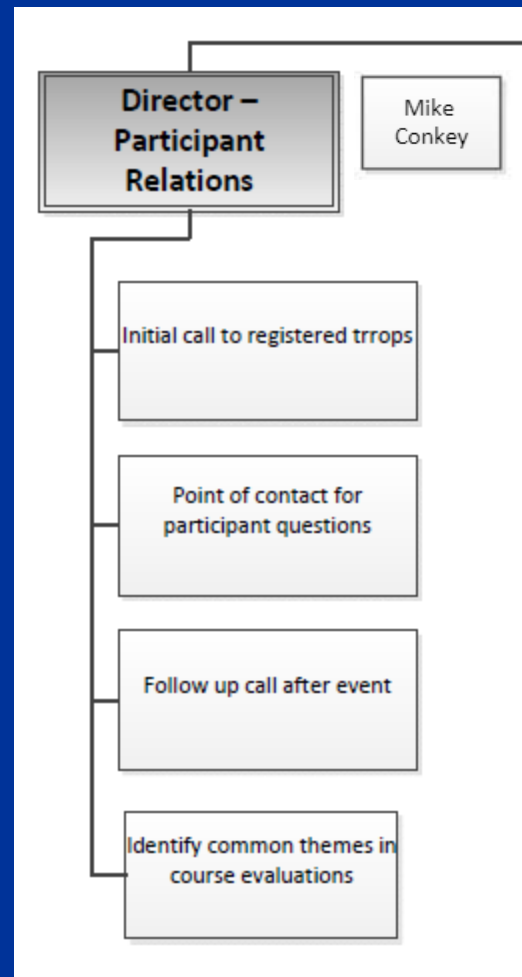 Director –
Participant
Relations
Mike
Conkey
Initial call to registered trrops
Point of contact for
participant questions
Follow up call after event
Identify common themes in
course evaluations